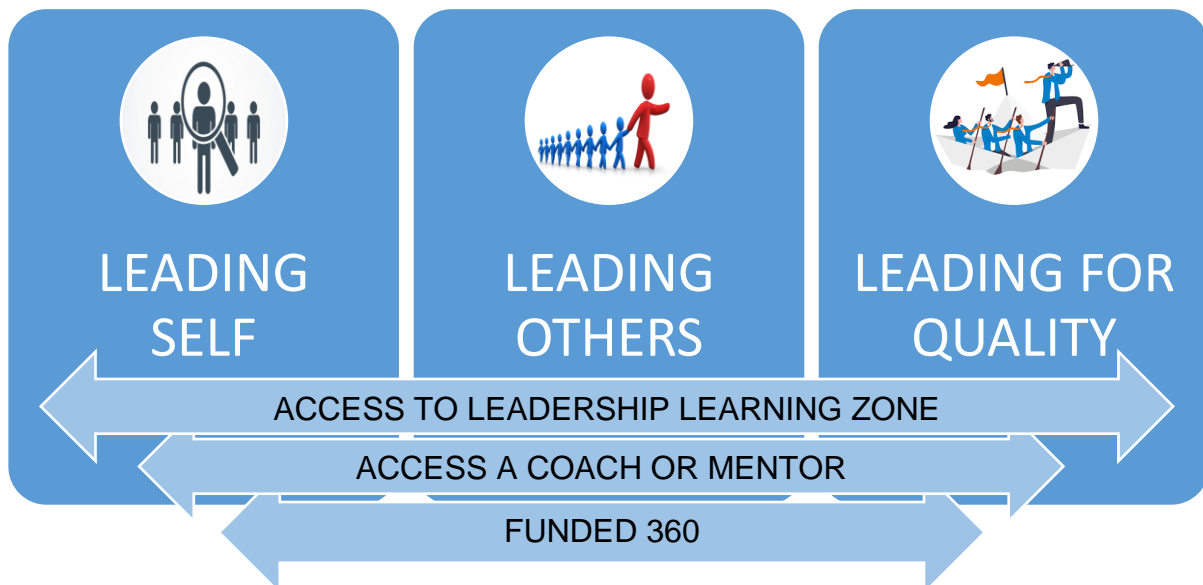 LEADING
SELF
LEADING
OTHERS
LEADING FOR
QUALITY
ACCESS TO LEADERSHIP LEARNING ZONE
ACCESS A COACH OR MENTOR
FUNDED 360